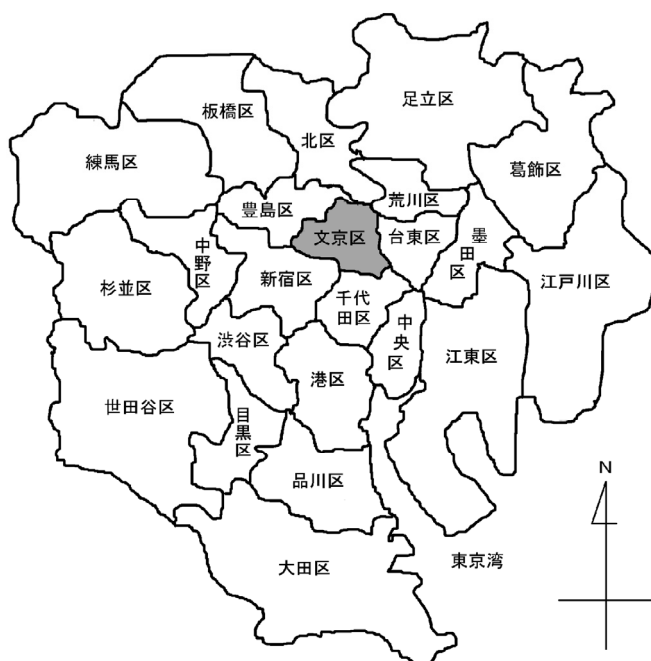 足立区
板橋区
北区
練馬区
葛飾区
荒川区
豊島区
文京区
台東区
墨田区
中野区
新宿区
杉並区
江戸川区
千代
田区
中央区
渋谷区
江東区
港区
世田谷区
目黒区
品川区
N
東京湾
大田区